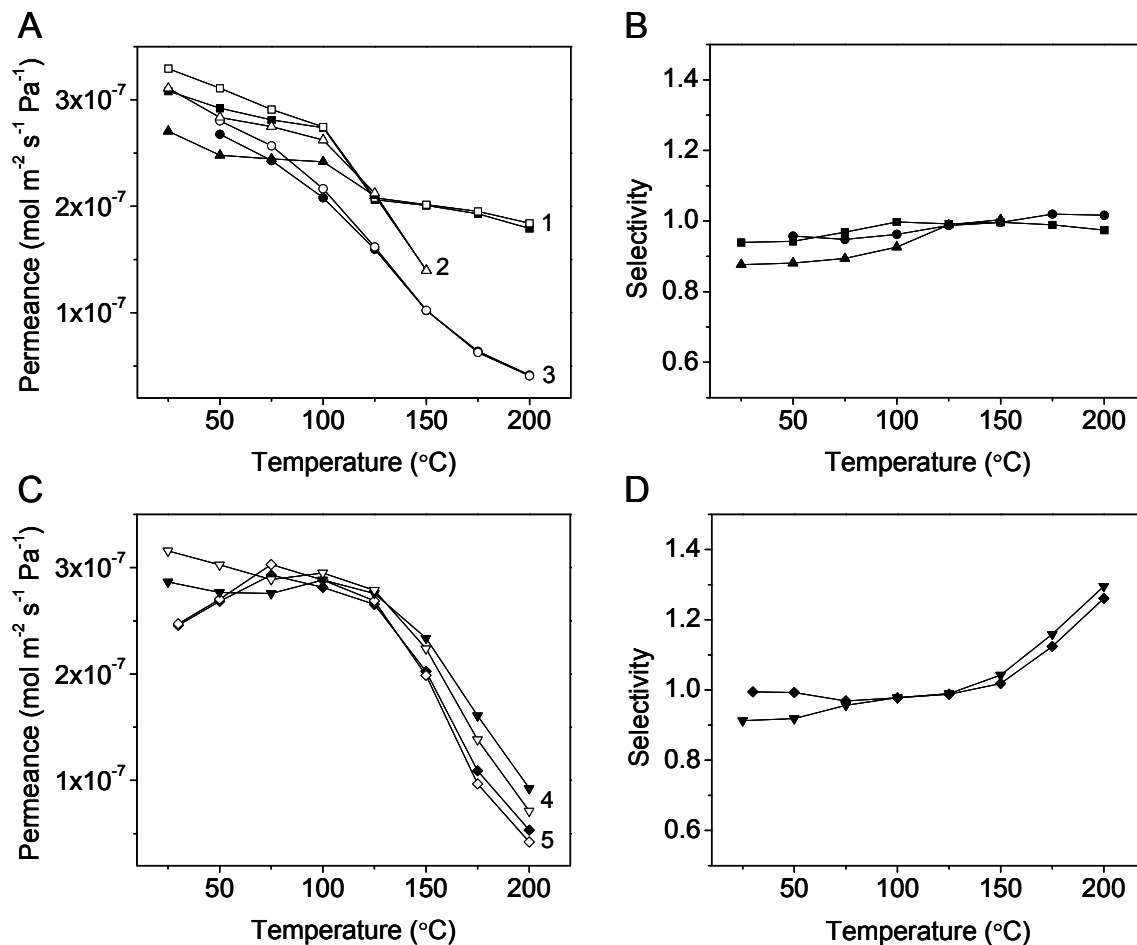 A
Permeance (mol m⁻² s⁻¹ Pa⁻¹)
3x10⁻⁷
2x10⁻⁷
1x10⁻⁷
1
2
3
50 100 150 200
Temperature (°C)
B
Selectivity
1.4
1.2
1.0
0.8
0.6
50 100 150 200
Temperature (°C)
C
Permeance (mol m⁻² s⁻¹ Pa⁻¹)
3x10⁻⁷
2x10⁻⁷
1x10⁻⁷
4
5
50 100 150 200
Temperature (°C)
D
Selectivity
1.4
1.2
1.0
0.8
0.6
50 100 150 200
Temperature (°C)